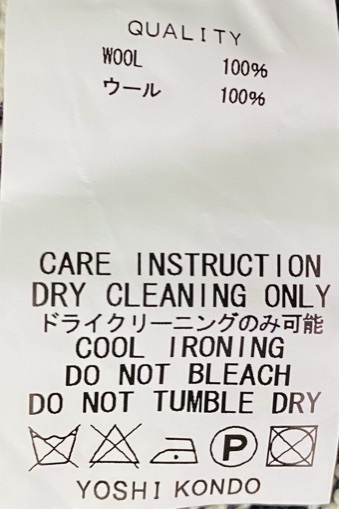 QUALITY
WOOL 100%
ウール 100%
CARE INSTRUCTION
DRY CLEANING ONLY
ドライクリーニングのみ可能
COOL IRONING
DO NOT BLEACH
DO NOT TUMBLE DRY
P
YOSHI KONDO